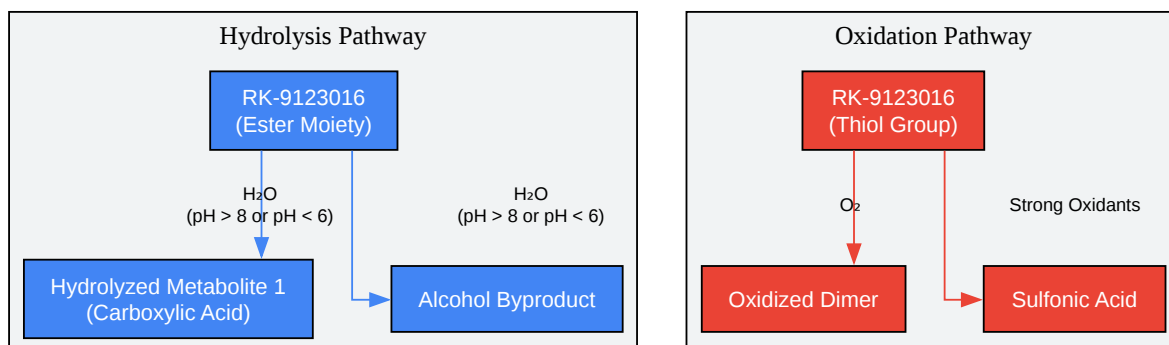 Hydrolysis Pathway
RK-9123016
(Ester Moiety)
H₂O
(pH > 8 or pH < 6)
H₂O
(pH > 8 or pH < 6)
Hydrolyzed Metabolite 1
(Carboxylic Acid)
Alcohol Byproduct
Oxidation Pathway
RK-9123016
(Thiol Group)
O₂
Strong Oxidants
Oxidized Dimer
Sulfonic Acid